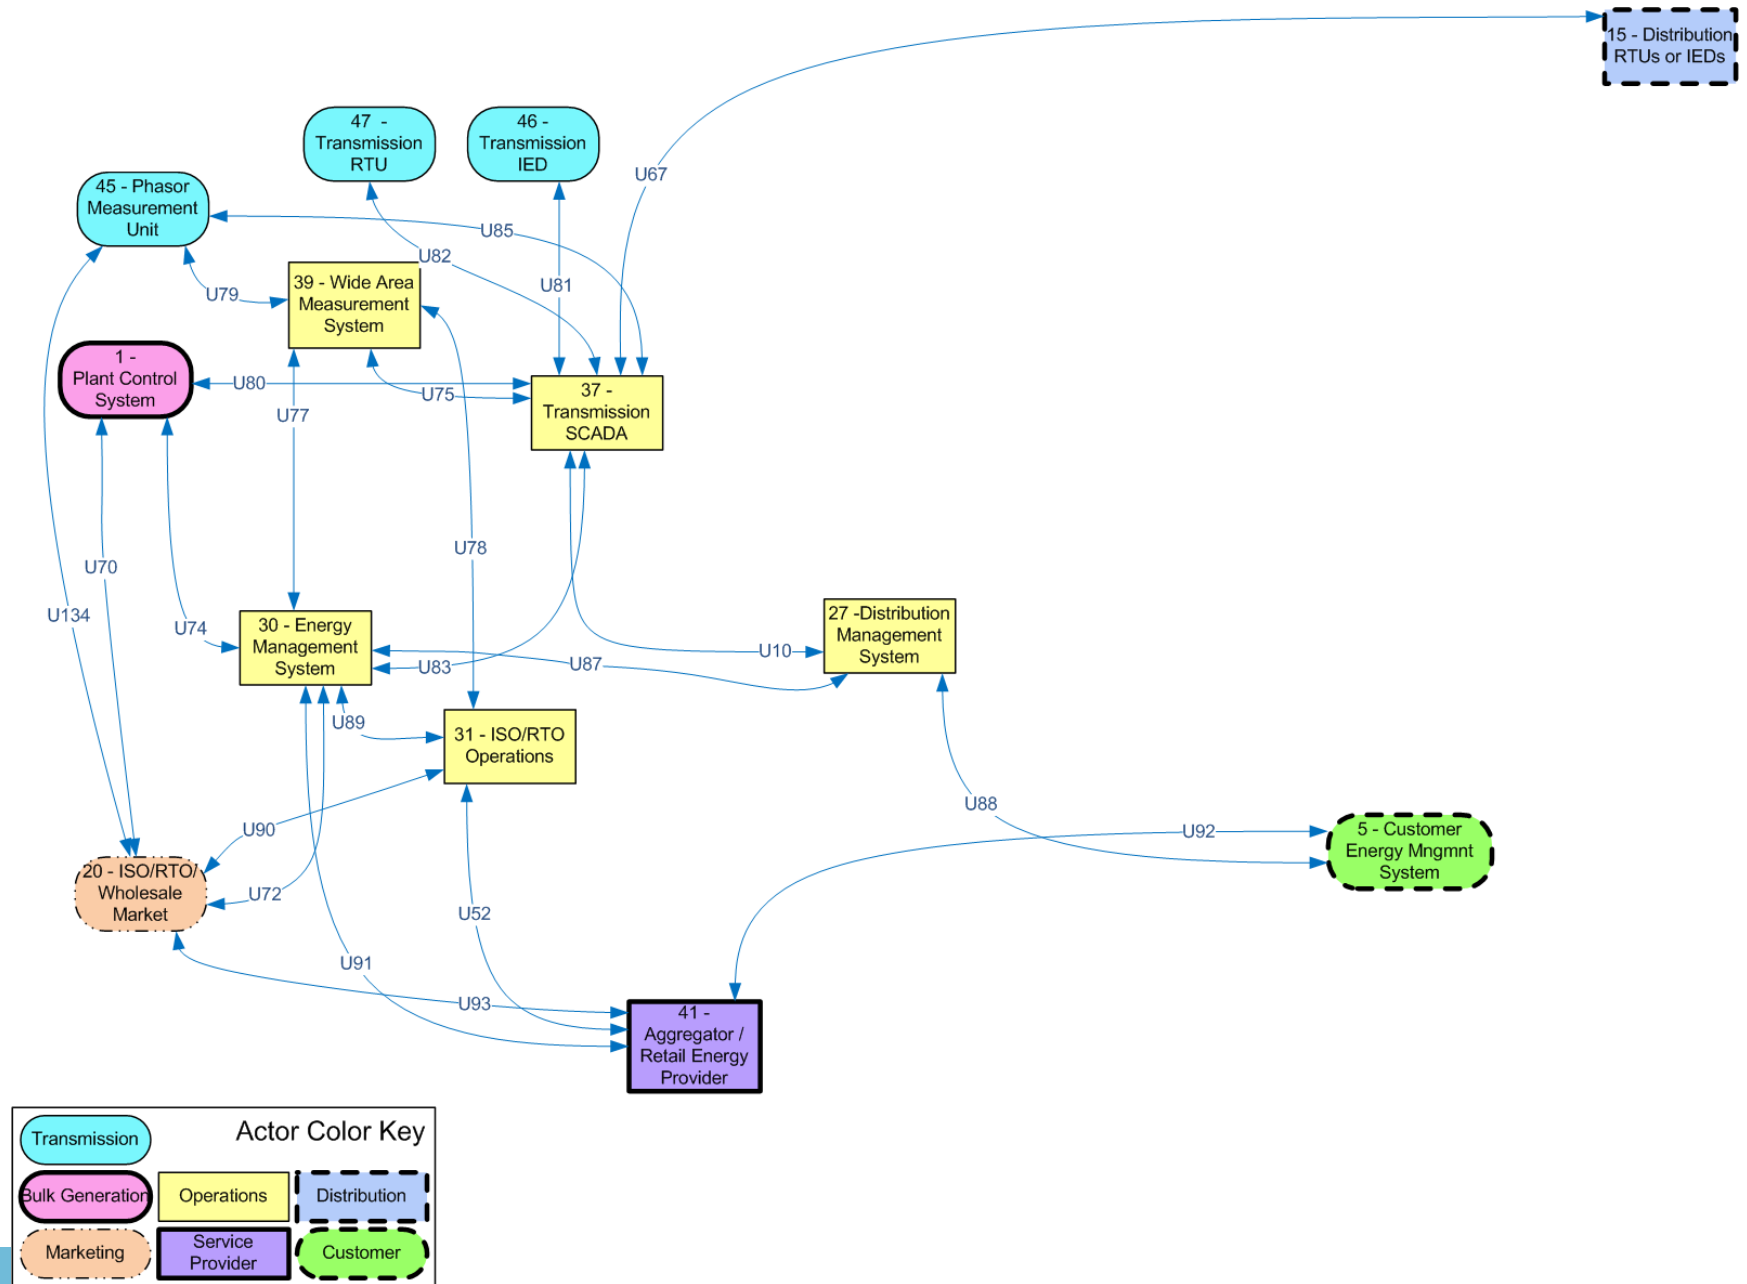 15 - Distribution
RTUs or IEDs
47 -
Transmission
RTU
46 -
Transmission
IED
U67
45 - Phasor
Measurement
Unit
U85
U82
39 - Wide Area
Measurement
System
U79
U81
1 -
Plant Control
System
U80
U75
37 -
Transmission
SCADA
U77
U78
U70
U134
U74
30 - Energy
Management
System
U83
U87
U10
27 -Distribution
Management
System
U89
31 - ISO/RTO
Operations
U90
U88
U92
5 - Customer
Energy Mngmnt
System
20 - ISO/RTO/
Wholesale
Market
U72
U52
U91
U93
41 -
Aggregator /
Retail Energy
Provider
Transmission
Actor Color Key
Bulk Generation
Operations
Distribution
Marketing
Service
Provider
Customer